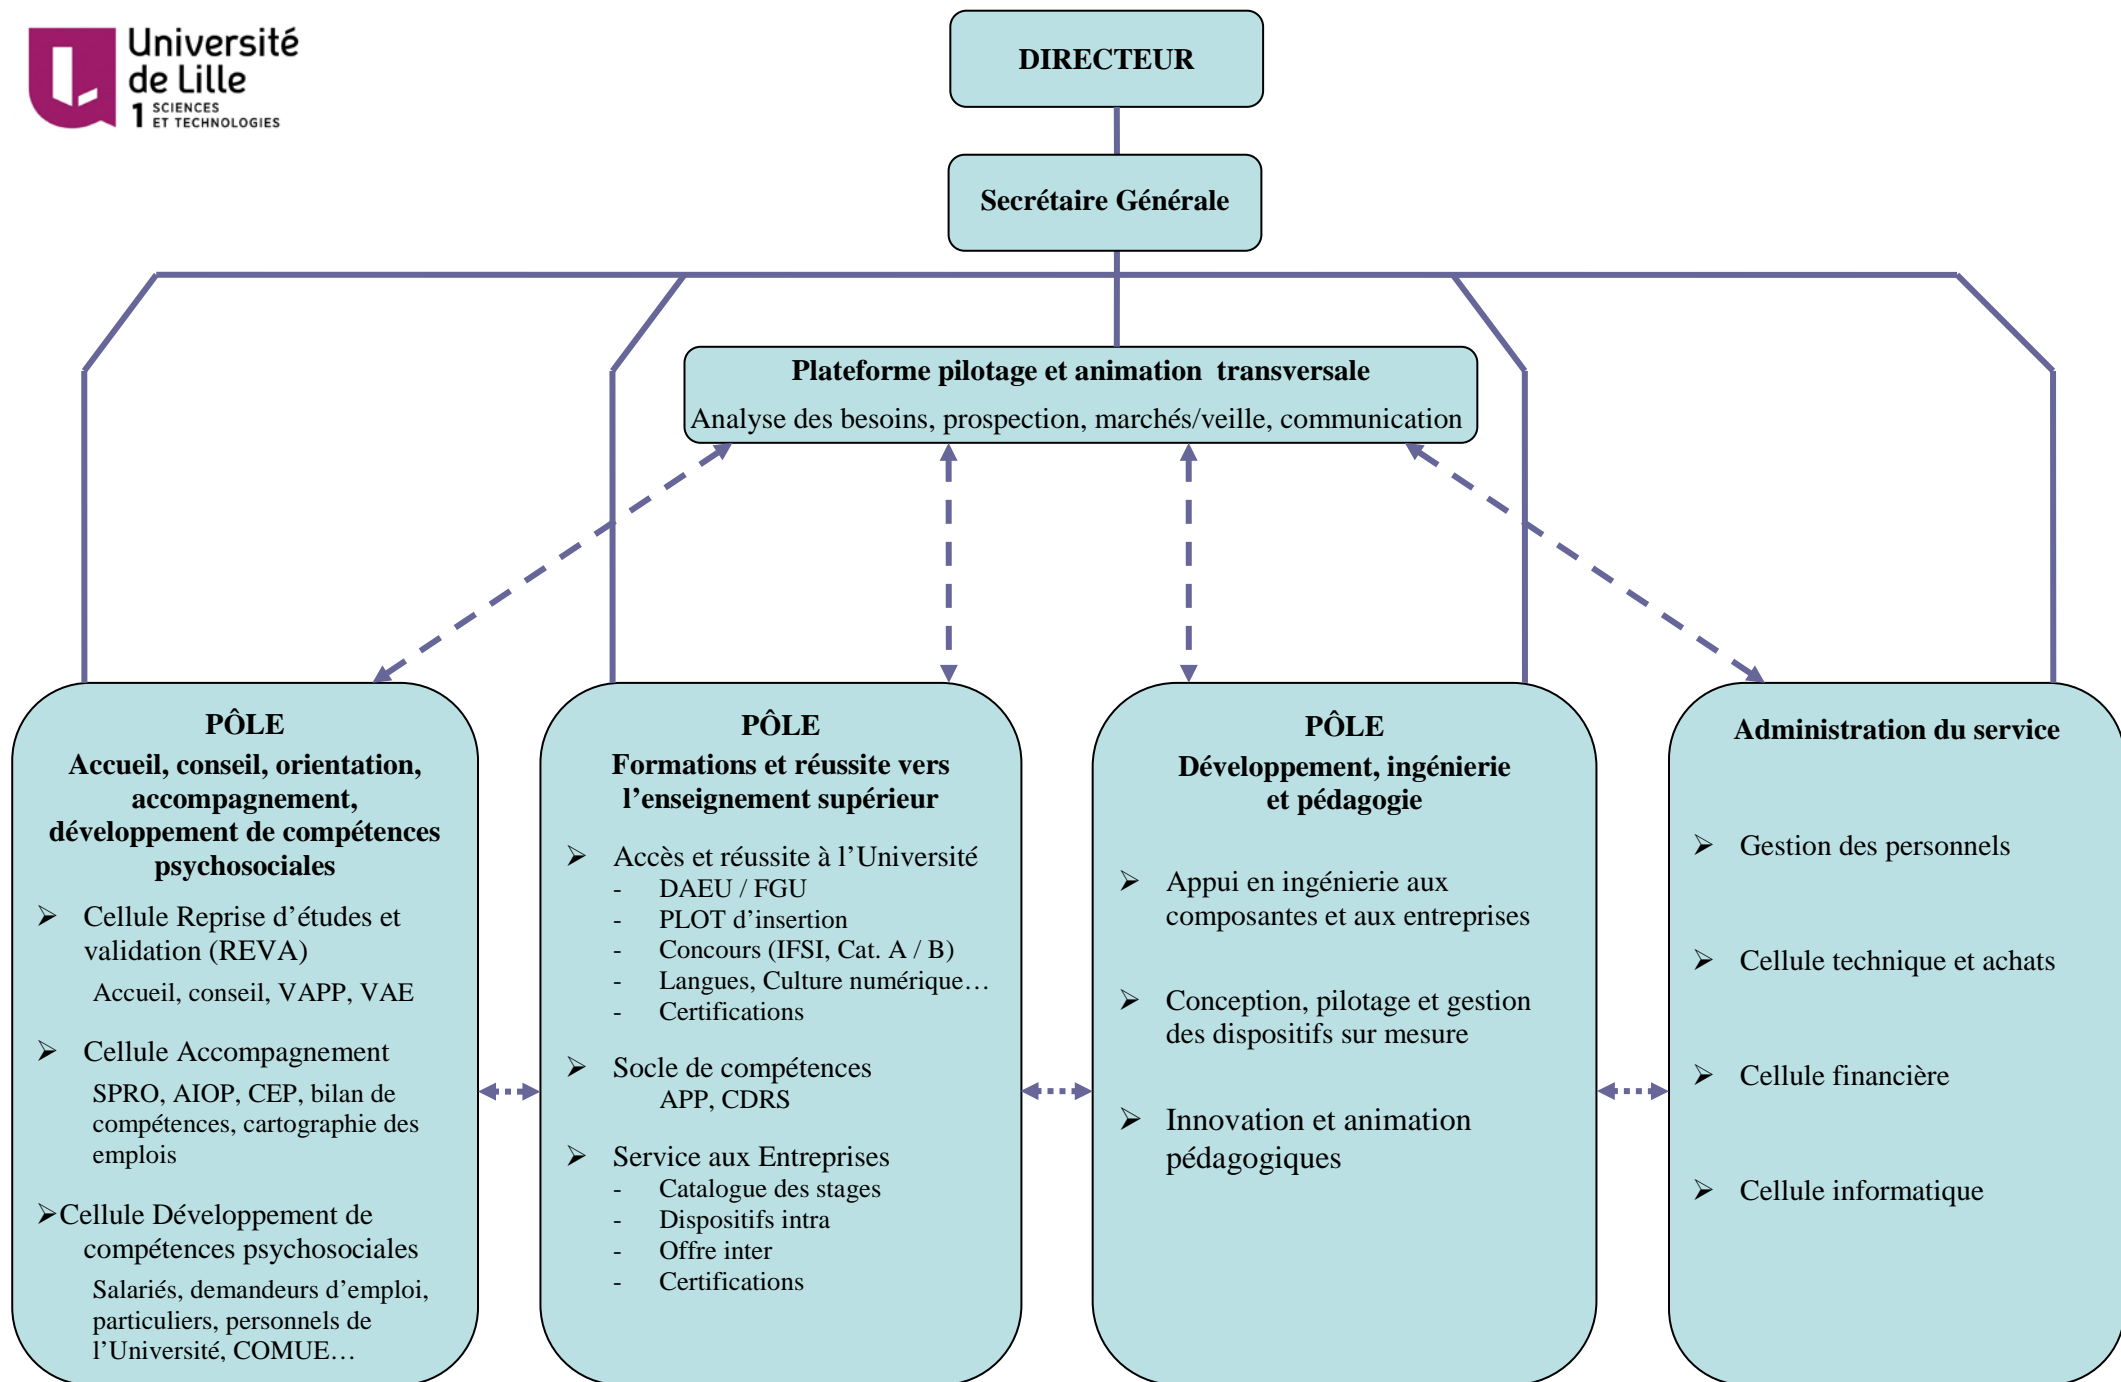 Université
de Lille
1 SCIENCES
ET TECHNOLOGIES
DIRECTEUR
Secrétaire Générale
Plateforme pilotage et animation transversale
Analyse des besoins, prospection, marchés/veille, communication
PÔLE
Accueil, conseil, orientation,
accompagnement,
développement de compétences
psychosociales
➢ Cellule Reprise d’études et
validation (REVA)
Accueil, conseil, VAPP, VAE
➢ Cellule Accompagnement
SPRO, AIOP, CEP, bilan de
compétences, cartographie des
emplois
➢Cellule Développement de
compétences psychosociales
Salariés, demandeurs d’emploi,
particuliers, personnels de
l’Université, COMUE…
PÔLE
Formations et réussite vers
l’enseignement supérieur
➢ Accès et réussite à l’Université
- DAEU / FGU
- PLOT d’insertion
- Concours (IFSI, Cat. A / B)
- Langues, Culture numérique…
- Certifications
➢ Socle de compétences
APP, CDRS
➢ Service aux Entreprises
- Catalogue des stages
- Dispositifs intra
- Offre inter
- Certifications
PÔLE
Développement, ingénierie
et pédagogie
➢ Appui en ingénierie aux
composantes et aux entreprises
➢ Conception, pilotage et gestion
des dispositifs sur mesure
➢ Innovation et animation
pédagogiques
Administration du service
➢ Gestion des personnels
➢ Cellule technique et achats
➢ Cellule financière
➢ Cellule informatique